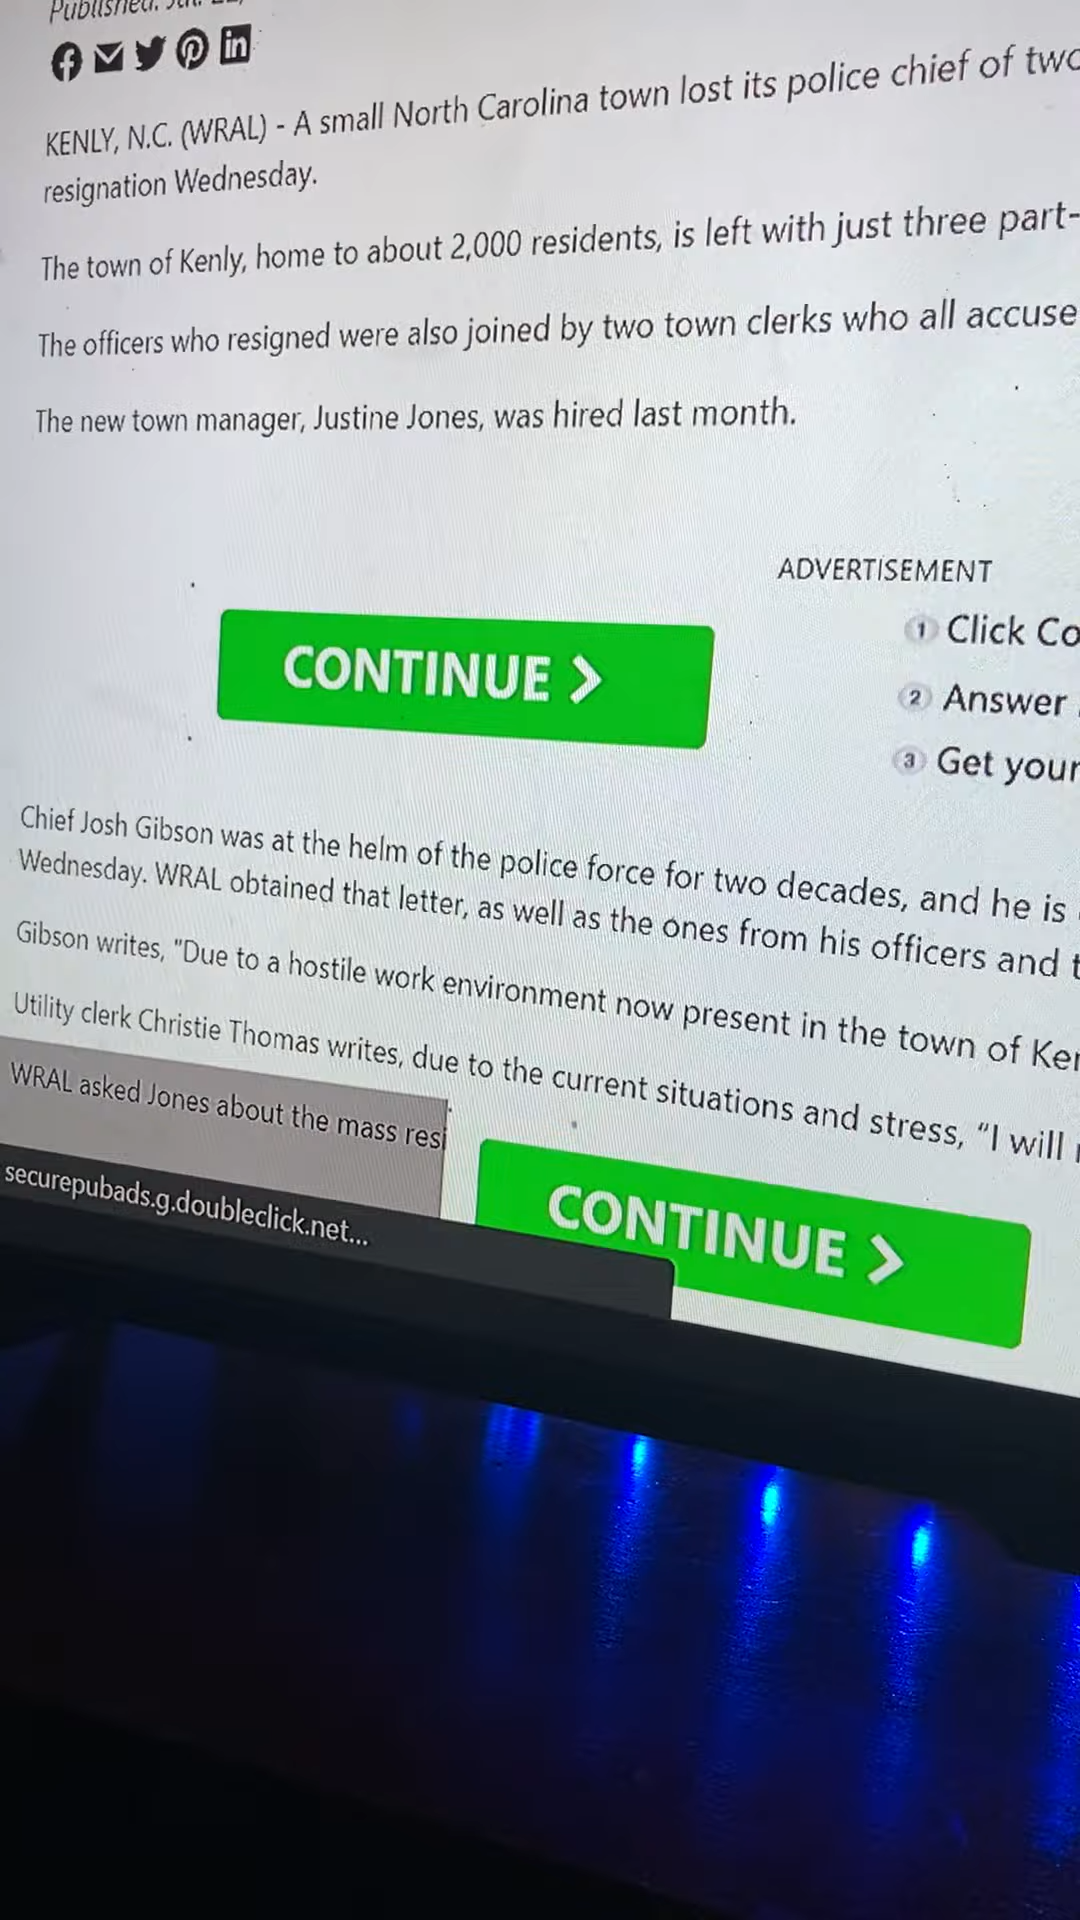 Published:
KENLY, N.C. (WRAL) - A small North Carolina town lost its police chief of two
resignation Wednesday.
The town of Kenly, home to about 2,000 residents, is left with just three part-
The officers who resigned were also joined by two town clerks who all accuse
The new town manager, Justine Jones, was hired last month.
ADVERTISEMENT
CONTINUE >
1 Click Co
2 Answer
3 Get your
Chief Josh Gibson was at the helm of the police force for two decades, and he is
Wednesday. WRAL obtained that letter, as well as the ones from his officers and t
Gibson writes, "Due to a hostile work environment now present in the town of Ken
Utility clerk Christie Thomas writes, due to the current situations and stress, “I will
WRAL asked Jones about the mass resi
securepubads.g.doubleclick.net...
CONTINUE >